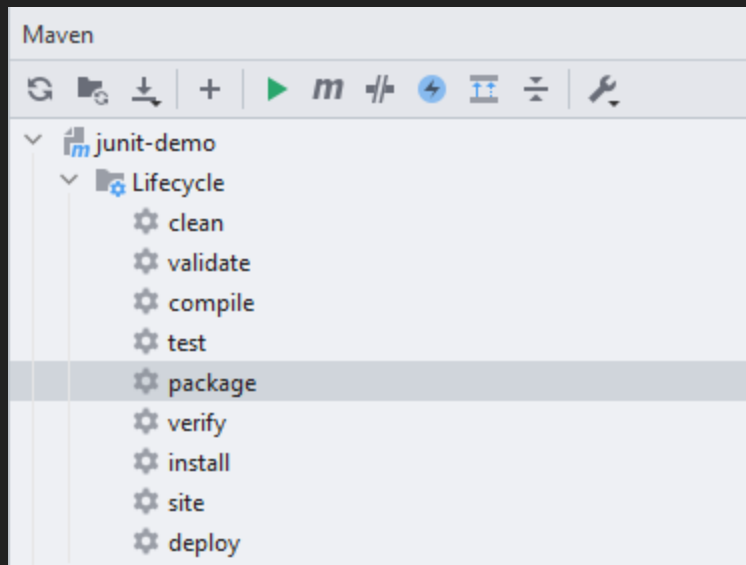 Maven
m
junit-demo
Lifecycle
clean
validate
compile
test
package
verify
install
site
deploy